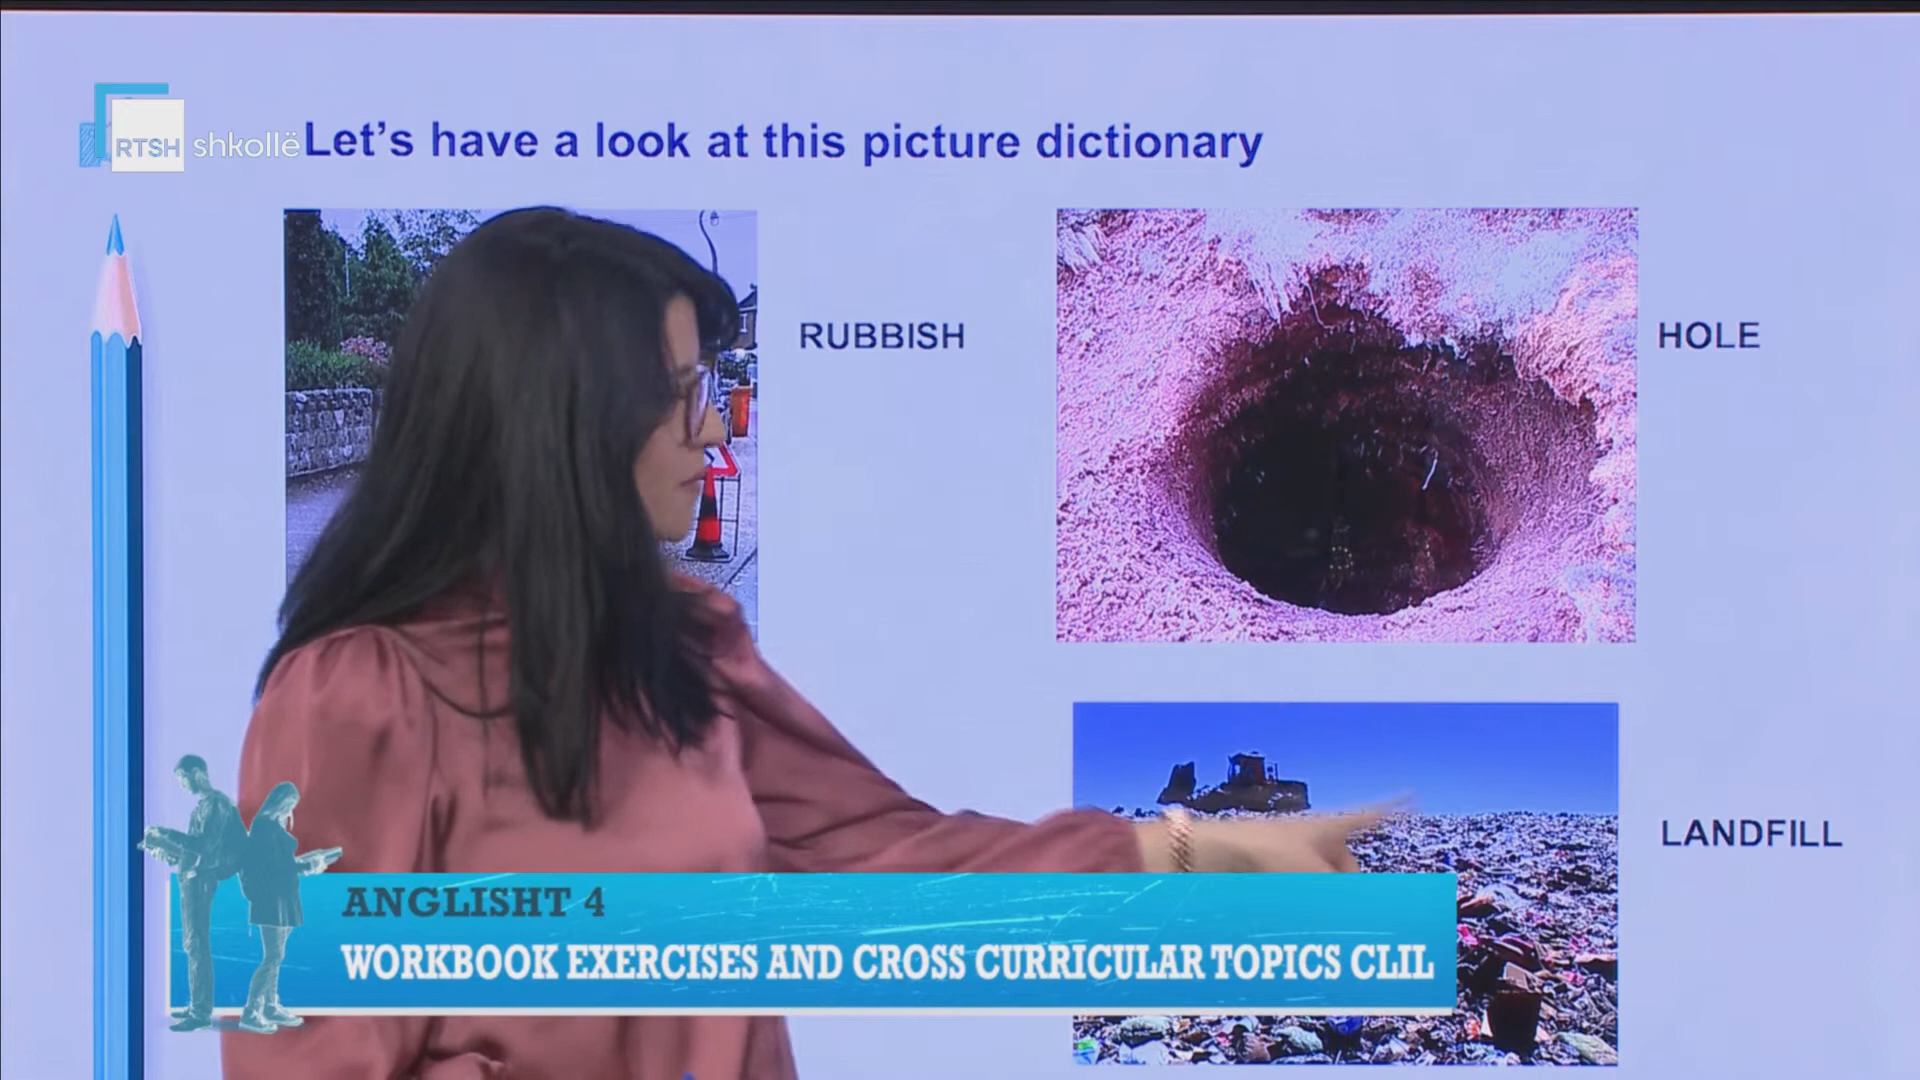 RTSH shkollë
Let's have a look at this picture dictionary
RUBBISH
HOLE
LANDFILL
ANGLISHT 4
WORKBOOK EXERCISES AND CROSS CURRICULAR TOPICS CLIL